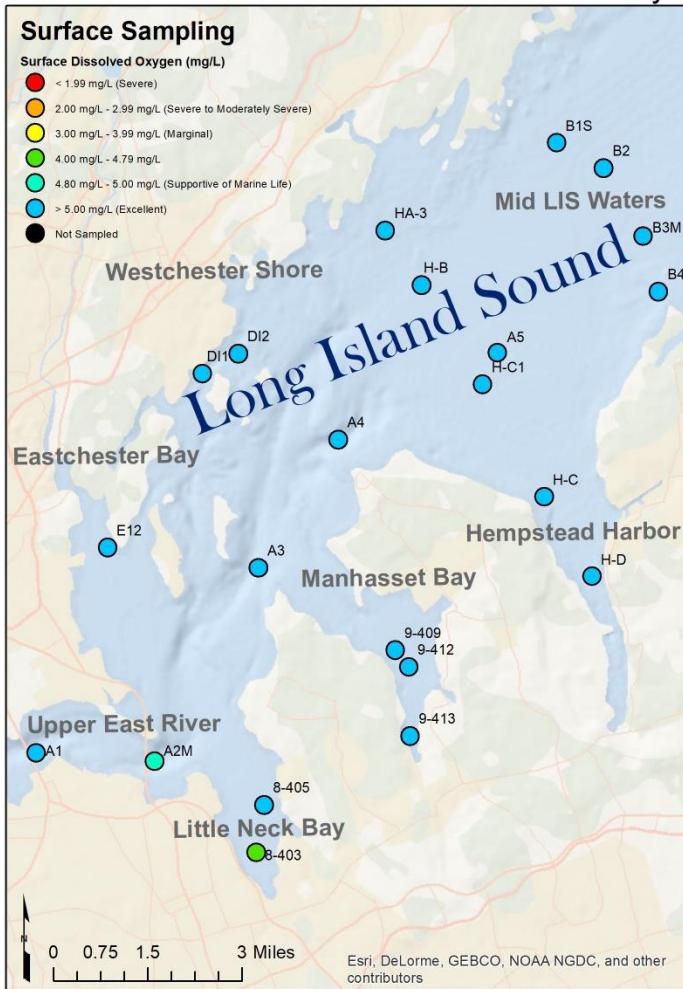 Surface Sampling
Surface Dissolved Oxygen (mg/L)
< 1.99 mg/L (Severe)
2.00 mg/L - 2.99 mg/L (Severe to Moderately Severe)
3.00 mg/L - 3.99 mg/L (Marginal)
4.00 mg/L - 4.79 mg/L
4.80 mg/L - 5.00 mg/L (Supportive of Marine Life)
> 5.00 mg/L (Excellent)
Not Sampled
B1S
B2
Mid LIS Waters
HA-3
B3M
H-B
Westchester Shore
B4
Long Island Sound
DI2
DI1
A5
H-C1
A4
Eastchester Bay
H-C
E12
Hempstead Harbor
A3
H-D
Manhasset Bay
9-409
9-412
9-413
Upper East River
A1
A2M
8-405
Little Neck Bay
8-403
N
0 0.75 1.5 3 Miles
Esri, DeLorme, GEBCO, NOAA NGDC, and other
contributors